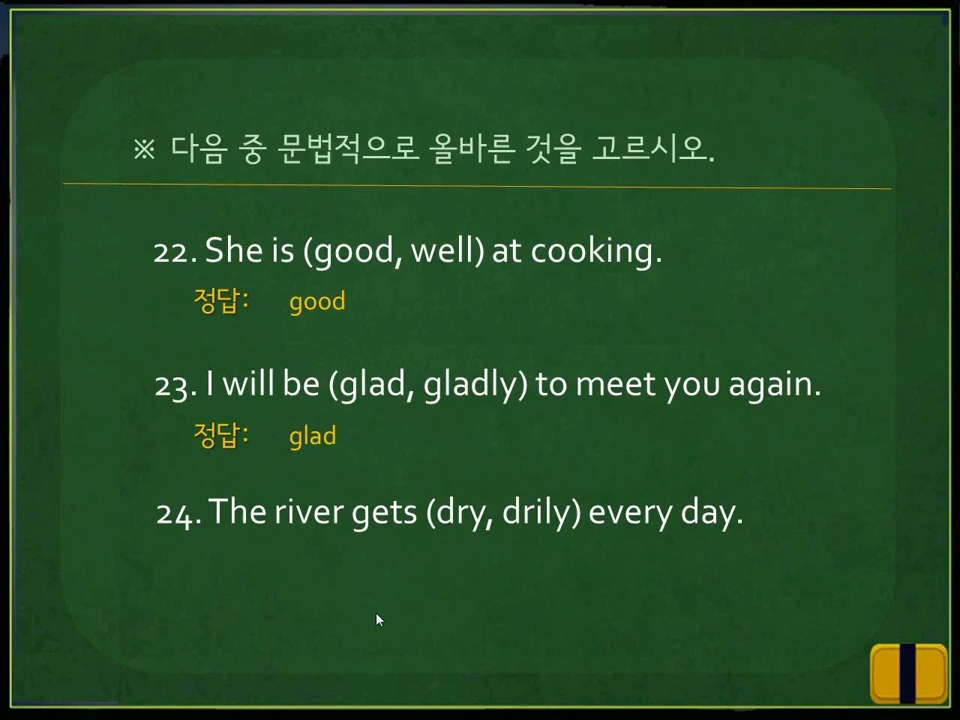 ※ 다음 중 문법적으로 올바른 것을 고르시오.
22. She is (good, well) at cooking.
정답: good
23. I will be (glad, gladly) to meet you again.
정답: glad
24. The river gets (dry, drily) every day.